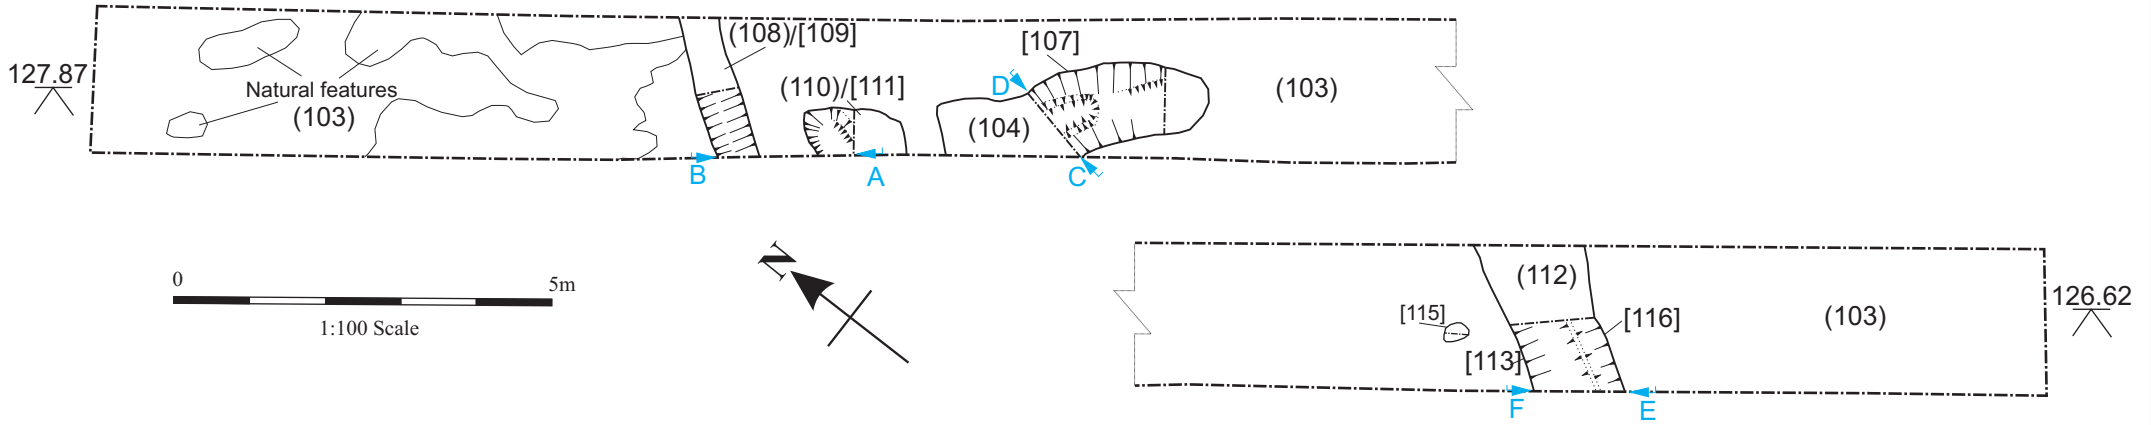 127.87
Natural features
(103)
(108)/[109]
(110)/[111]
[107]
D
(104)
(103)
B
A
C
0
5m
1:100 Scale
N
(112)
[115]
[116]
[113]
(103)
126.62
F
E